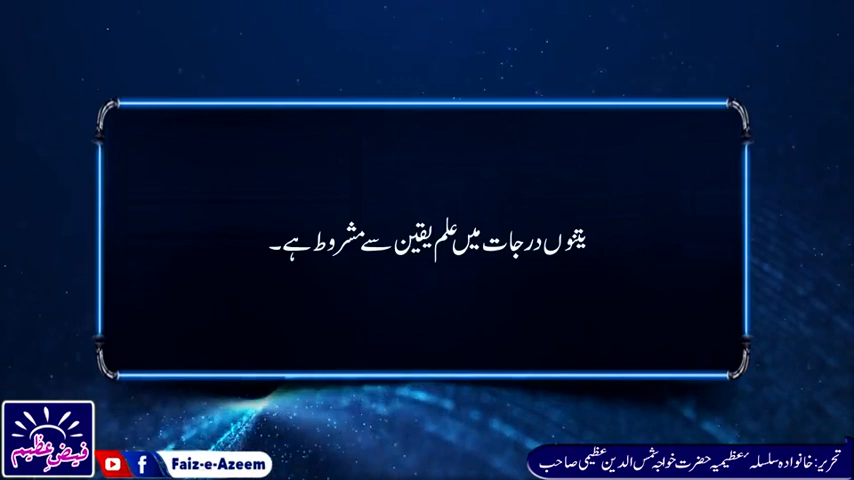 تینوں درجات میں علم یقین سے مشروط ہے۔
فیضِ عظیم
Faiz-e-Azeem
تحریر: خانوادہ سلسلہ عظیمیہ حضرت خواجہ شمس الدین عظیمی صاحب